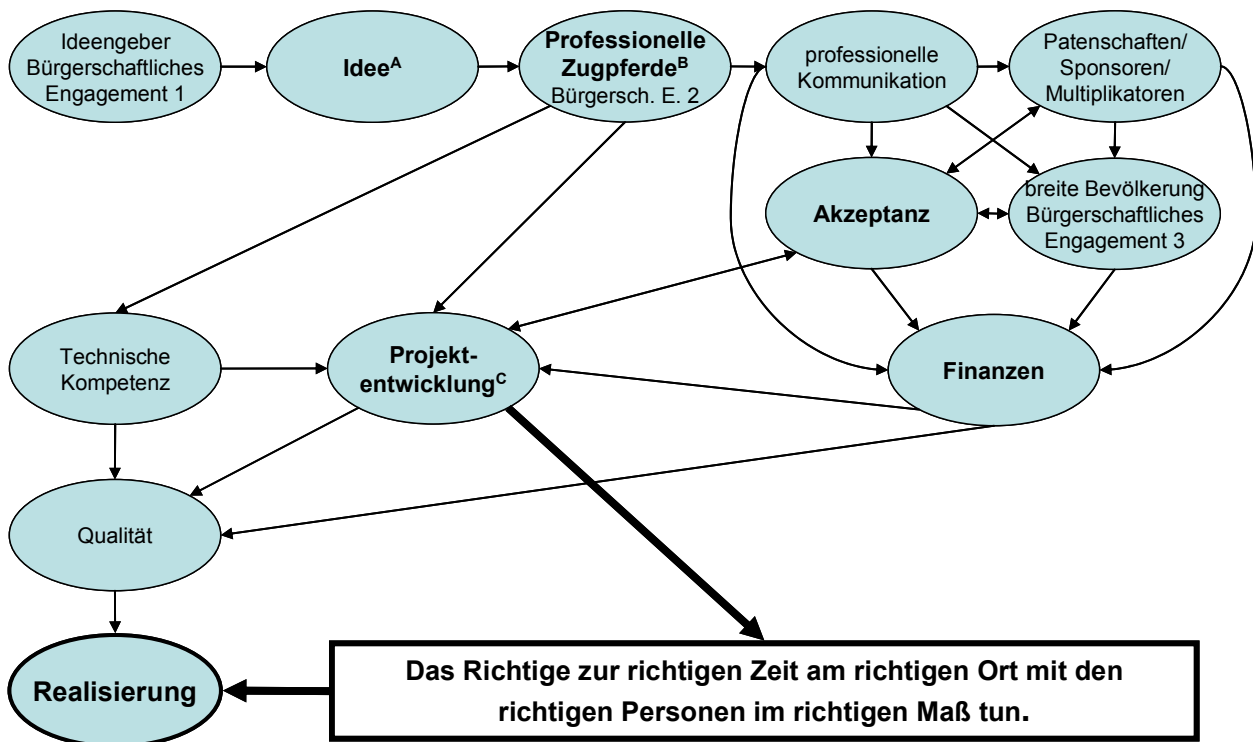 Ideengeber
Bürgerschaftliches
Engagement 1
Idee^A
Professionelle
Zugpferde^B
Bürgersch. E. 2
professionelle
Kommunikation
Patenschaften/
Sponsoren/
Multiplikatoren
Akzeptanz
breite Bevölkerung
Bürgerschaftliches
Engagement 3
Technische
Kompetenz
Projekt-
entwicklung^C
Finanzen
Qualität
Realisierung
Das Richtige zur richtigen Zeit am richtigen Ort mit den
richtigen Personen im richtigen Maß tun.